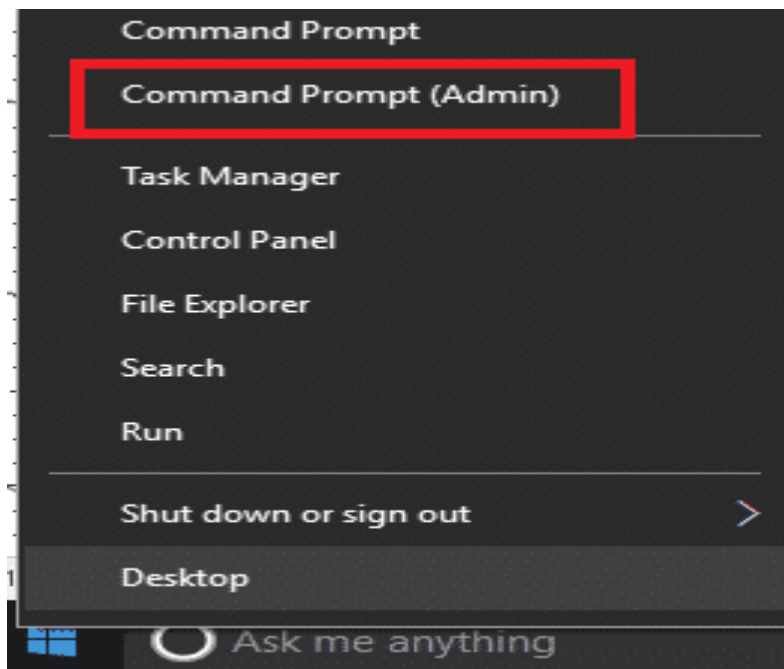 Command Prompt
Command Prompt (Admin)
Task Manager
Control Panel
File Explorer
Search
Run
Shut down or sign out
Desktop
Ask me anything